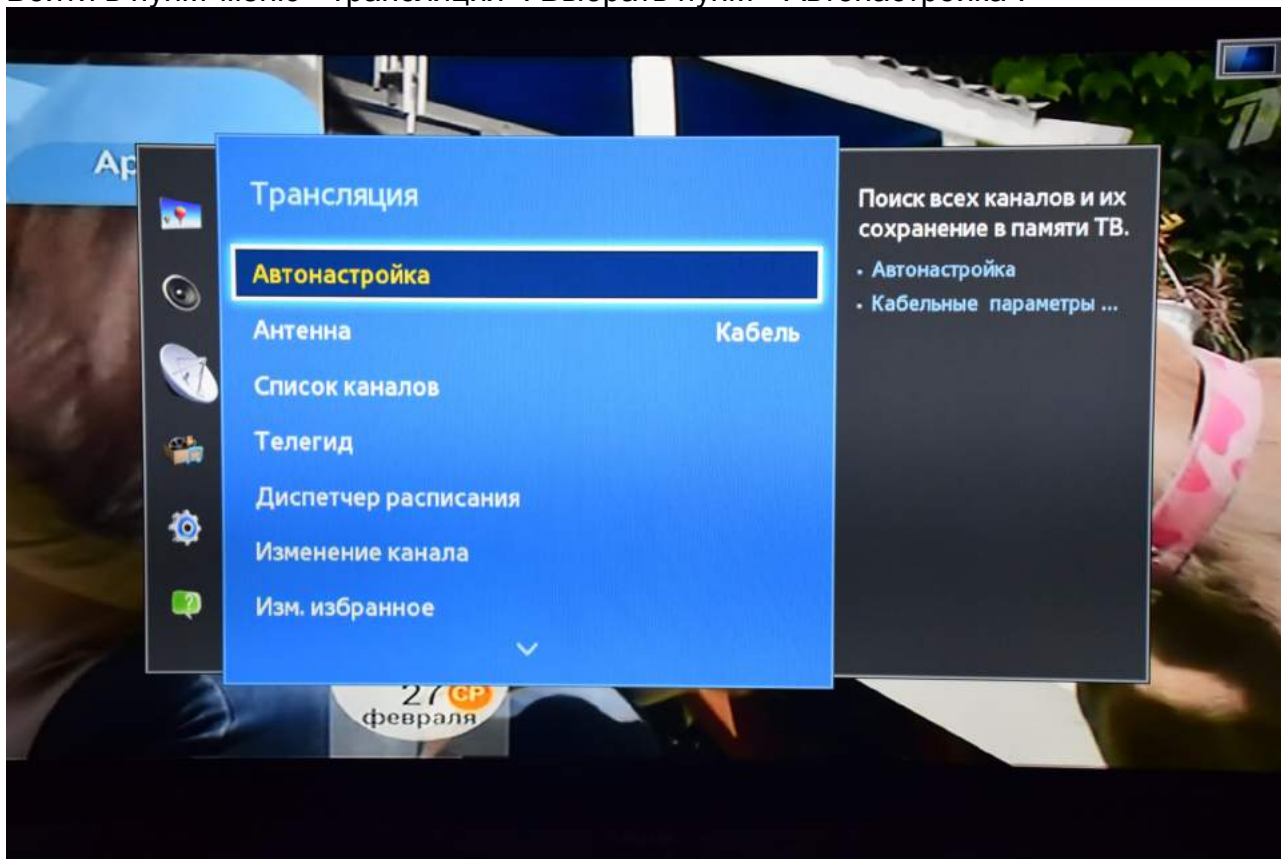 Ар
Трансляция
Автонастройка
Антенна Кабель
Список каналов
Телегид
Диспетчер расписания
Изменение канала
Изм. избранное
Поиск всех каналов и их
сохранение в памяти ТВ.
· Автонастройка
· Кабельные параметры ...
27 СР
февраля